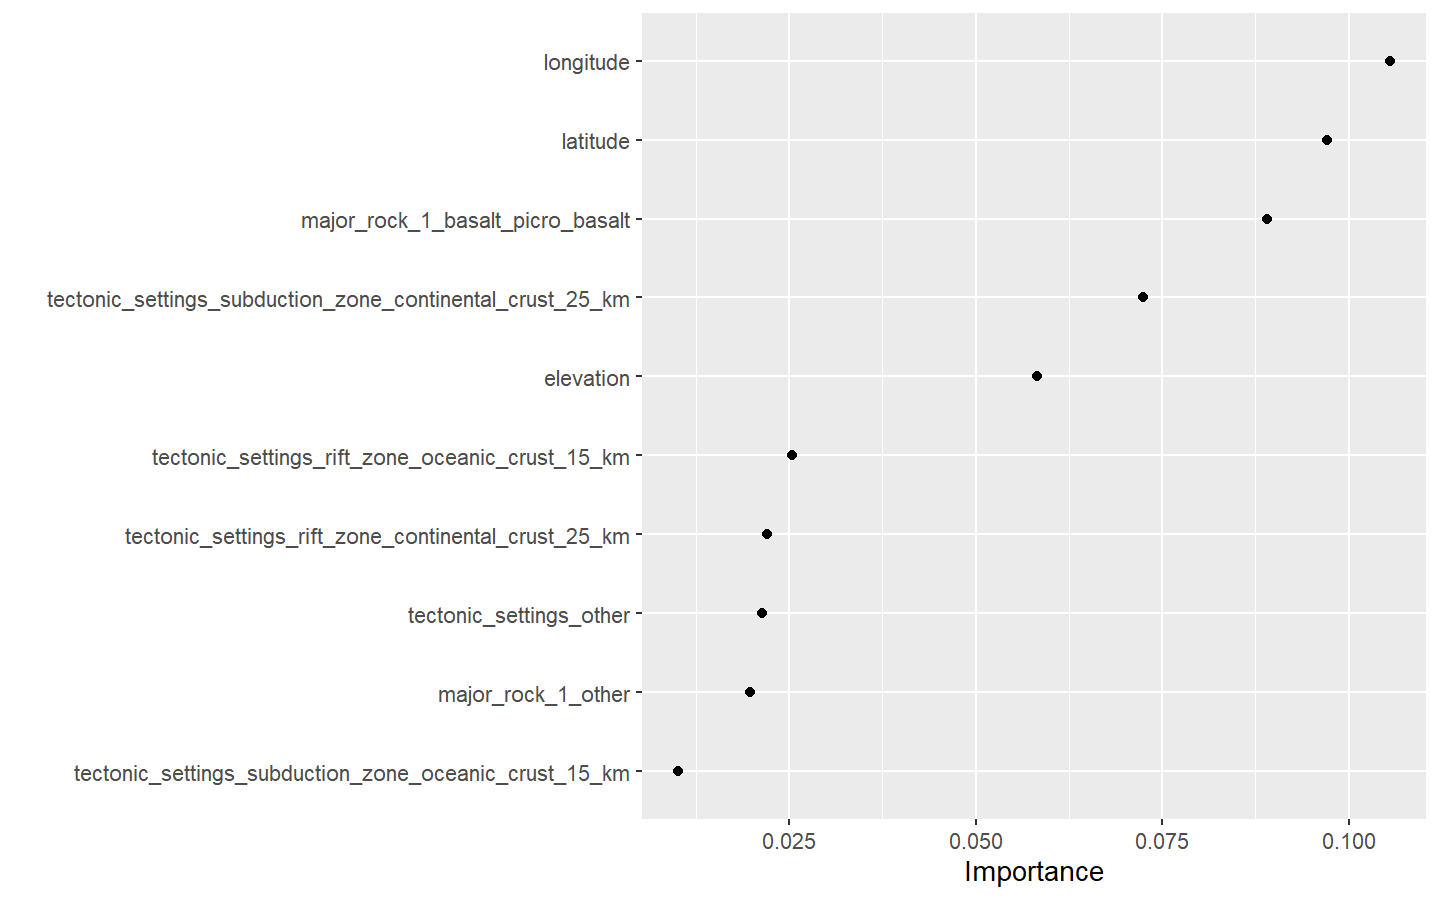 longitude
latitude
major_rock_1_basalt_picro_basalt
tectonic_settings_subduction_zone_continental_crust_25_km
elevation
tectonic_settings_rift_zone_oceanic_crust_15_km
tectonic_settings_rift_zone_continental_crust_25_km
tectonic_settings_other
major_rock_1_other
tectonic_settings_subduction_zone_oceanic_crust_15_km
0.025 0.050 0.075 0.100
Importance